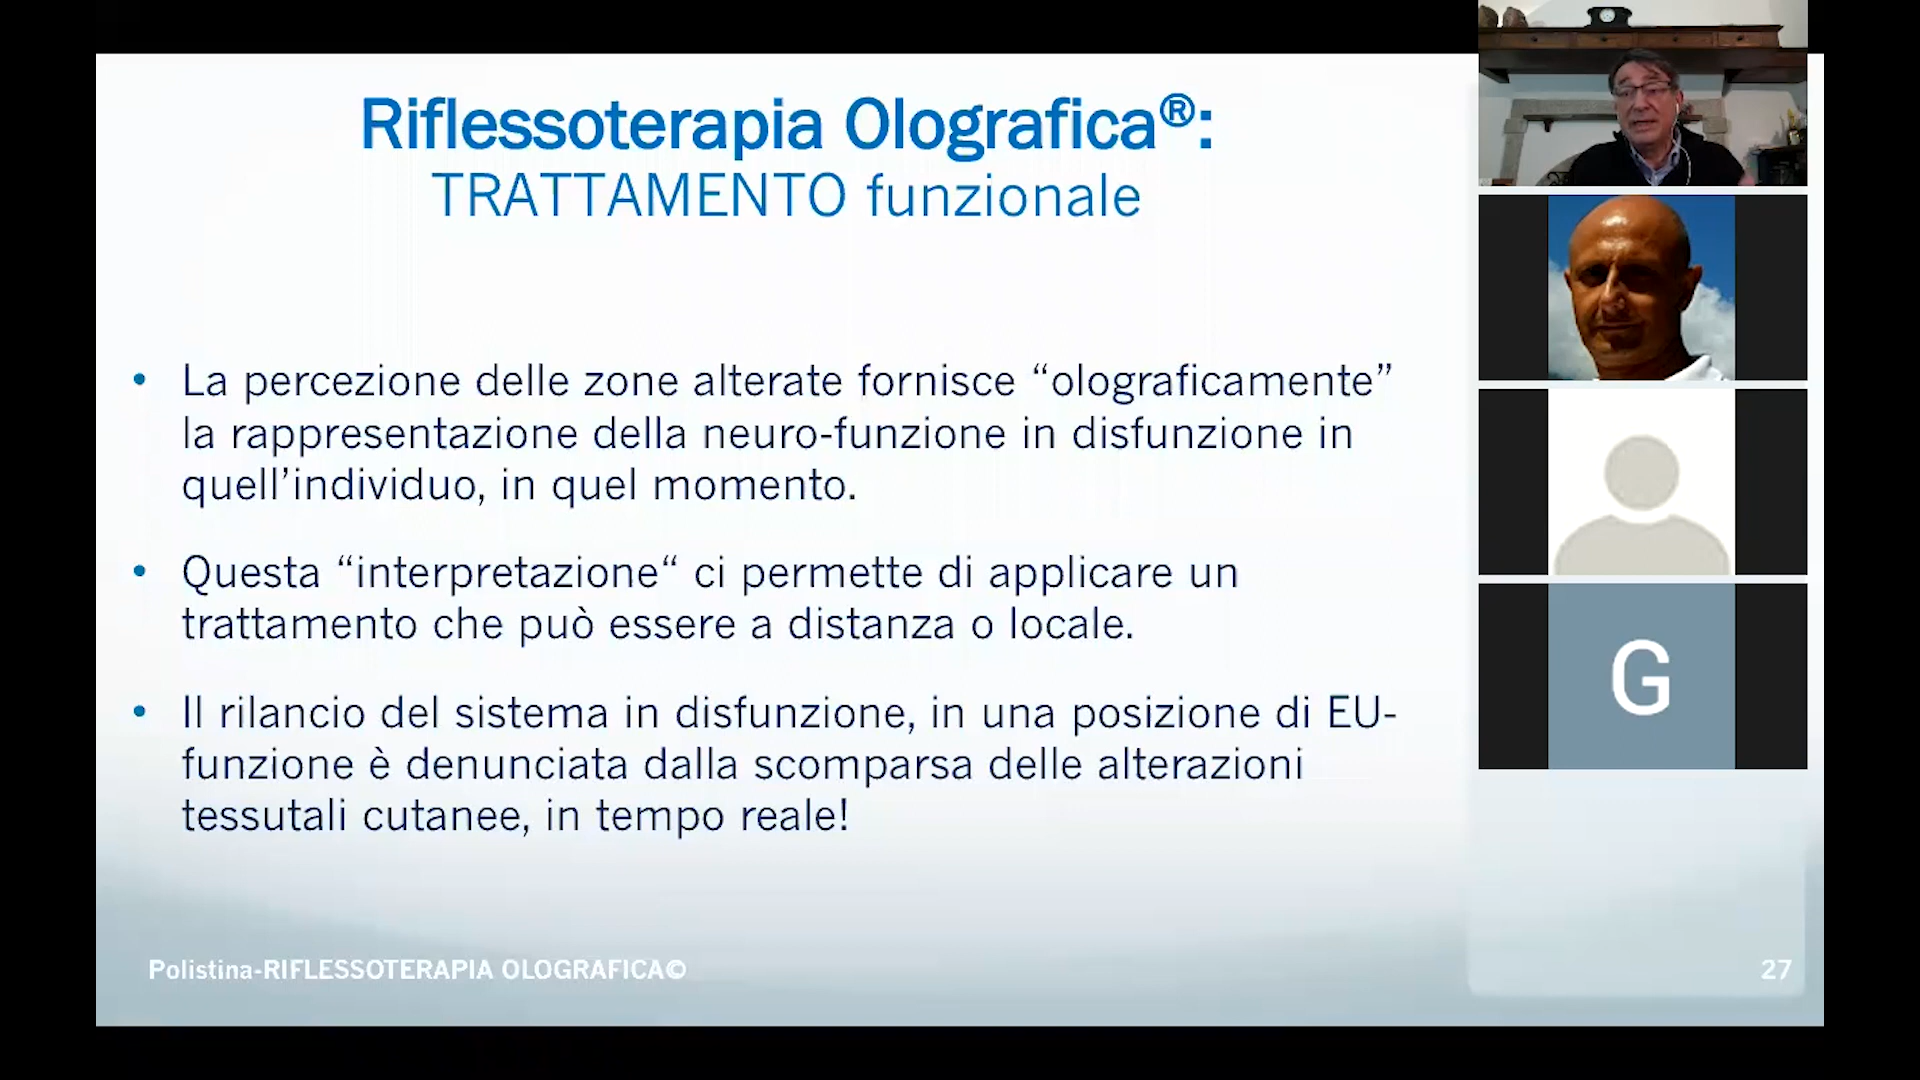 Riflessoterapia Olografica®:
TRATTAMENTO funzionale
• La percezione delle zone alterate fornisce “olograficamente”
la rappresentazione della neuro-funzione in disfunzione in
quell’individuo, in quel momento.
• Questa “interpretazione“ ci permette di applicare un
trattamento che può essere a distanza o locale.
• Il rilancio del sistema in disfunzione, in una posizione di EU-
funzione è denunciata dalla scomparsa delle alterazioni
tessutali cutanee, in tempo reale!
Polistina-RIFLESSOTERAPIA OLOGRAFICA©
27
G